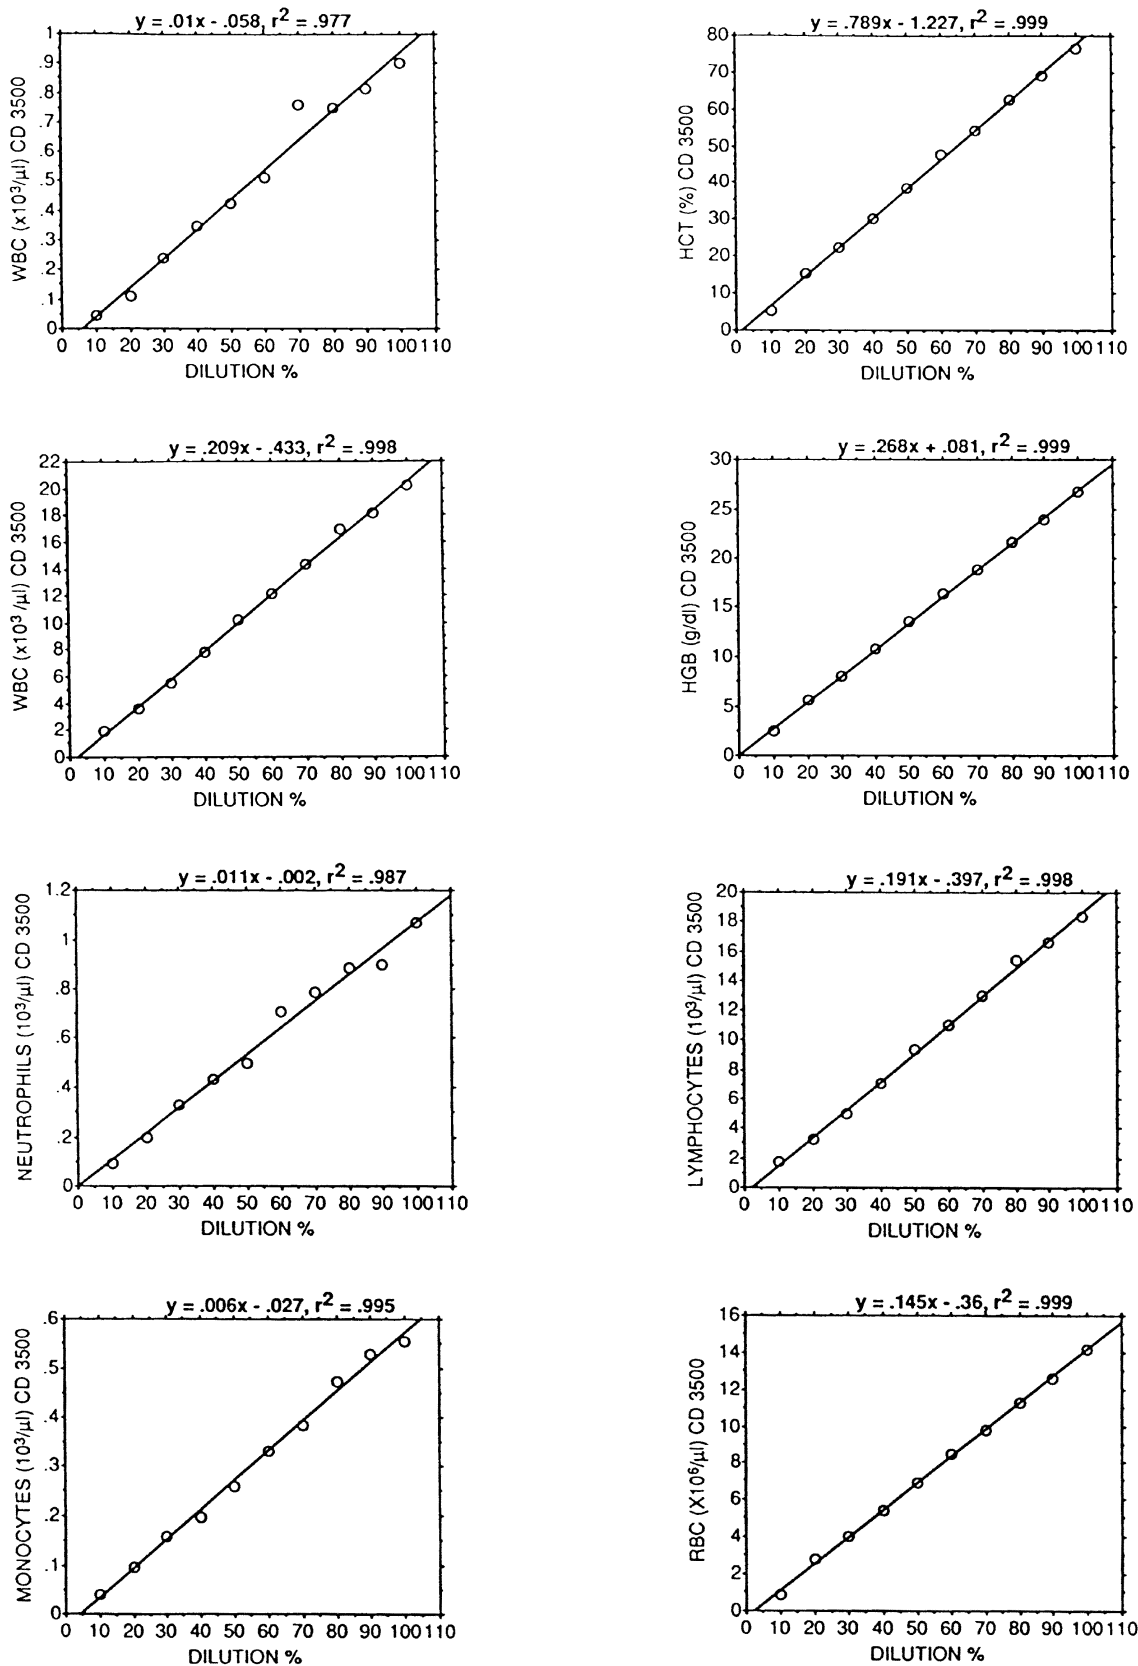 y = .01x - .058, r² = .977
WBC (x10³/µl) CD 3500
1
.9
.8
.7
.6
.5
.4
.3
.2
.1
0
0 10 20 30 40 50 60 70 80 90 100 110
DILUTION %
y = .789x - 1.227, r² = .999
HCT (%) CD 3500
80
70
60
50
40
30
20
10
0
0 10 20 30 40 50 60 70 80 90 100 110
DILUTION %
y = .209x - .433, r² = .998
WBC (x10³ /µl) CD 3500
22
20
18
16
14
12
10
8
6
4
2
0
0 10 20 30 40 50 60 70 80 90 100 110
DILUTION %
y = .268x + .081, r² = .999
HGB (g/dl) CD 3500
30
25
20
15
10
5
0
0 10 20 30 40 50 60 70 80 90 100 110
DILUTION %
y = .011x - .002, r² = .987
NEUTROPHILS (10³/µl) CD 3500
1.2
1
.8
.6
.4
.2
0
0 10 20 30 40 50 60 70 80 90 100 110
DILUTION %
y = .191x - .397, r² = .998
LYMPHOCYTES (10³/µl) CD 3500
20
18
16
14
12
10
8
6
4
2
0
0 10 20 30 40 50 60 70 80 90 100 110
DILUTION %
y = .006x - .027, r² = .995
MONOCYTES (10³/µl) CD 3500
.6
.5
.4
.3
.2
.1
0
0 10 20 30 40 50 60 70 80 90 100 110
DILUTION %
y = .145x - .36, r² = .999
RBC (X10⁶/µl) CD 3500
16
14
12
10
8
6
4
2
0
0 10 20 30 40 50 60 70 80 90 100 110
DILUTION %